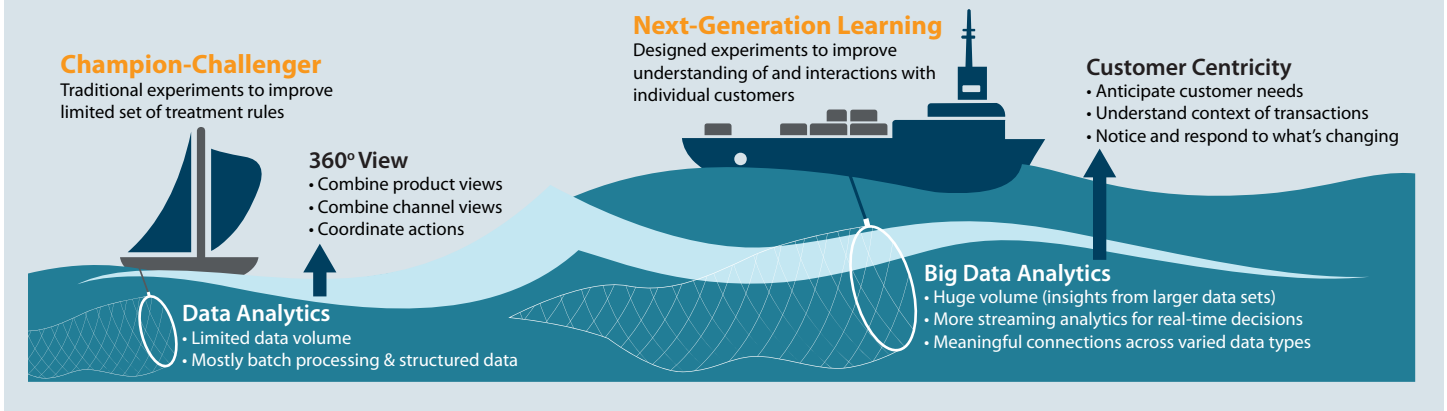 Champion-Challenger
Traditional experiments to improve
limited set of treatment rules
360º View
• Combine product views
• Combine channel views
• Coordinate actions
Data Analytics
• Limited data volume
• Mostly batch processing & structured data
Next-Generation Learning
Designed experiments to improve
understanding of and interactions with
individual customers
Customer Centricity
• Anticipate customer needs
• Understand context of transactions
• Notice and respond to what’s changing
Big Data Analytics
• Huge volume (insights from larger data sets)
• More streaming analytics for real-time decisions
• Meaningful connections across varied data types